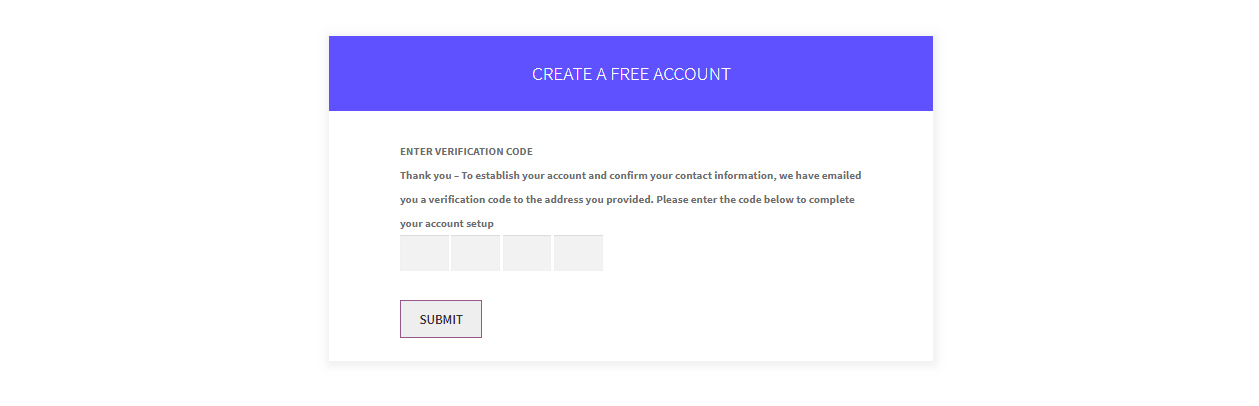 CREATE A FREE ACCOUNT
ENTER VERIFICATION CODE
Thank you – To establish your account and confirm your contact information, we have emailed
you a verification code to the address you provided. Please enter the code below to complete
your account setup
SUBMIT